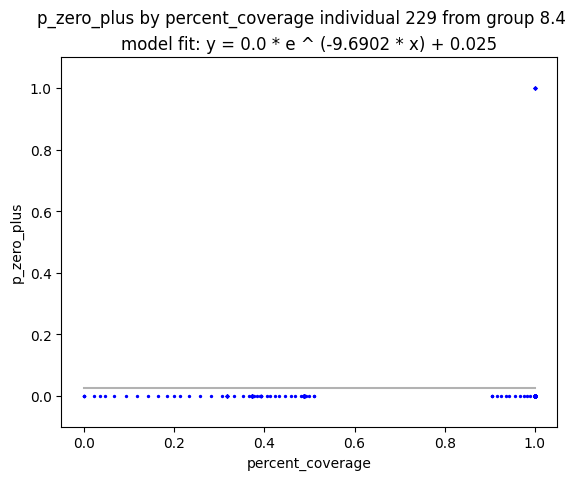 p_zero_plus by percent_coverage individual 229 from group 8.4
model fit: y = 0.0 * e ^ (-9.6902 * x) + 0.025
1.0
0.8
0.6
0.4
0.2
0.0
p_zero_plus
0.0 0.2 0.4 0.6 0.8 1.0
percent_coverage